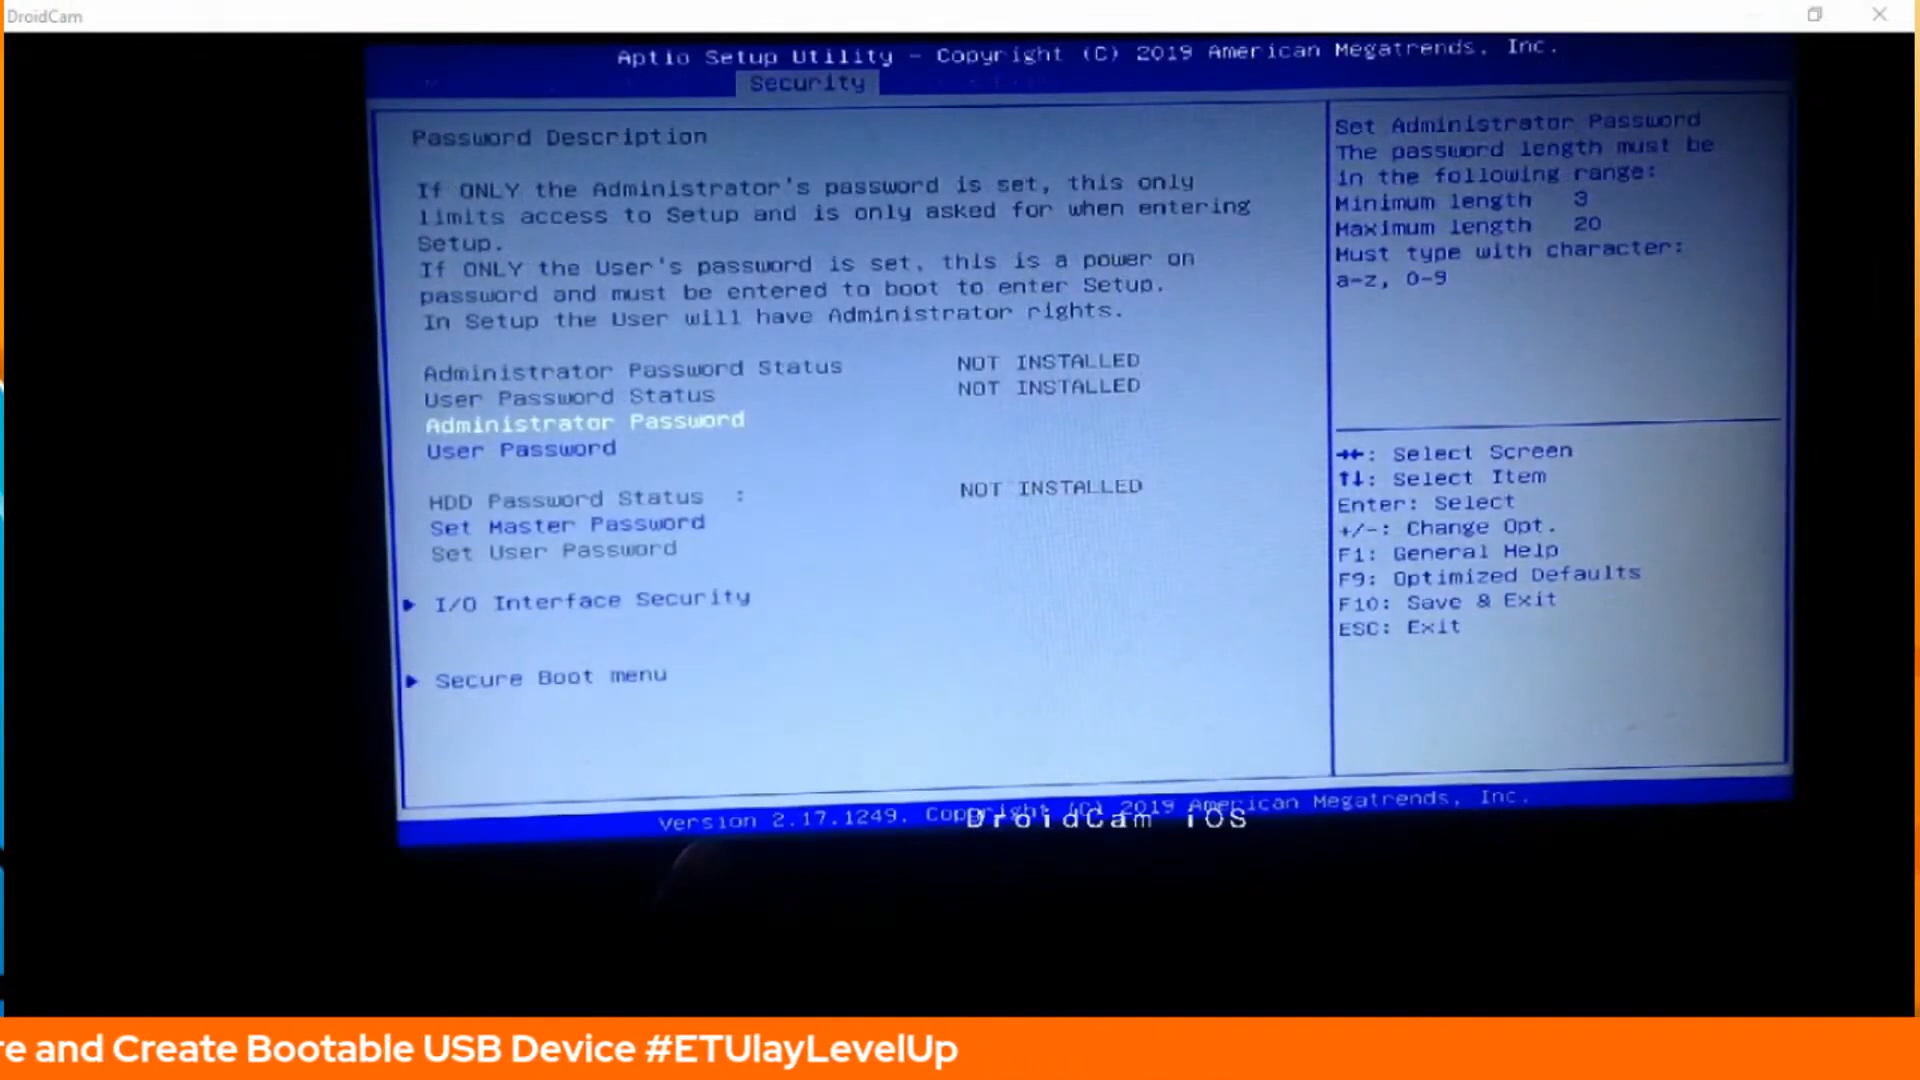 DroidCam
Aptio Setup Utility - Copyright (C) 2019 American Megatrends, Inc.
Security
Password Description
If ONLY the Administrator's password is set, this only
limits access to Setup and is only asked for when entering
Setup.
If ONLY the User's password is set, this is a power on
password and must be entered to boot to enter Setup.
In Setup the User will have Administrator rights.
Administrator Password Status NOT INSTALLED
User Password Status NOT INSTALLED
Administrator Password
User Password
HDD Password Status : NOT INSTALLED
Set Master Password
Set User Password
I/O Interface Security
Secure Boot menu
Set Administrator Password
The password length must be
in the following range:
Minimum length 3
Maximum length 20
Must type with character:
a-z, 0-9
→←: Select Screen
↑↓: Select Item
Enter: Select
+/-: Change Opt.
F1: General Help
F9: Optimized Defaults
F10: Save & Exit
ESC: Exit
Version 2.17.1249. Copyright (C) 2019 American Megatrends, Inc.
DroidCam iOS
re and Create Bootable USB Device #ETUlayLevelUp